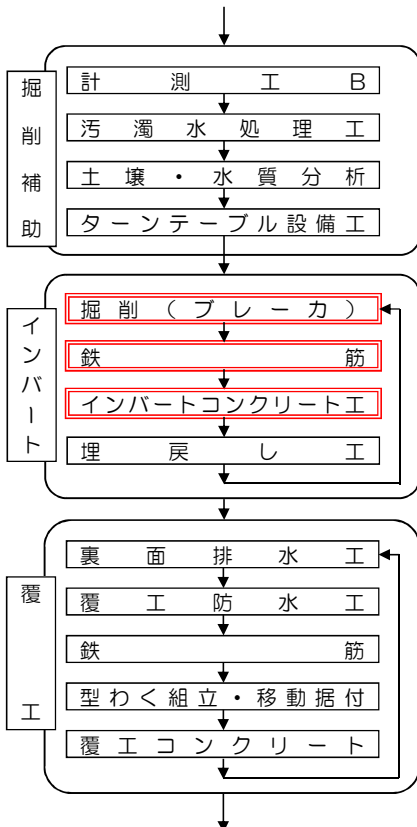 掘削補助
計測工B
汚濁水処理工
土壌・水質分析
ターンテーブル設備工
インバート
掘削（ブレーカ）
鉄筋
インバートコンクリート工
埋戻し工
覆工
裏面排水工
覆工防水工
鉄筋
型わく組立・移動据付
覆工コンクリート